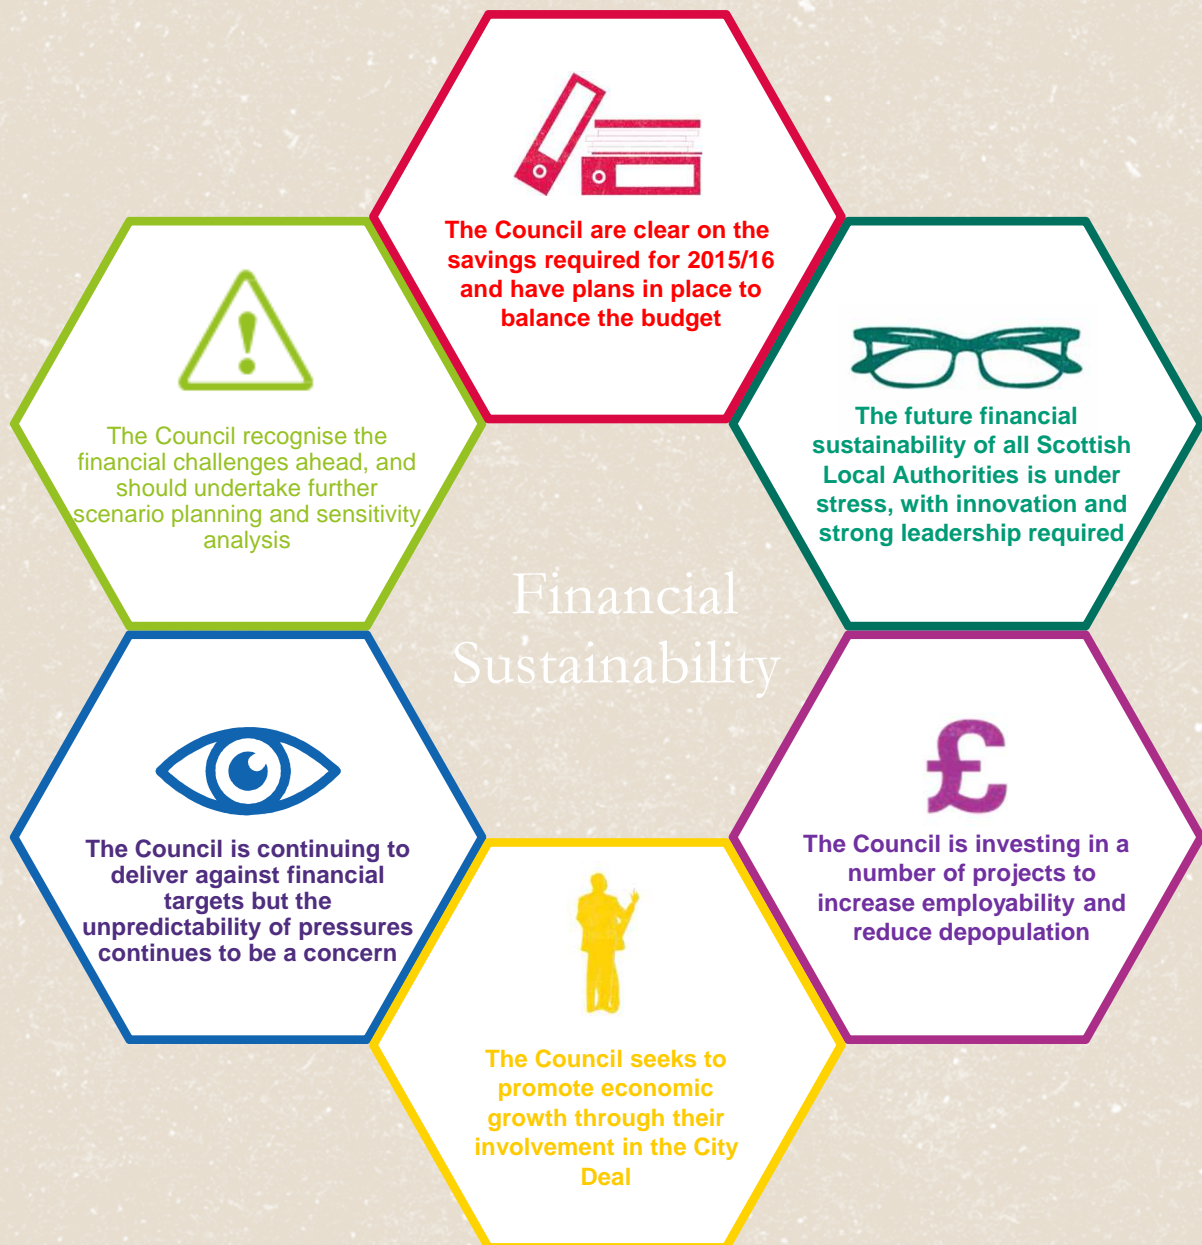 The Council are clear on the
savings required for 2015/16
and have plans in place to
balance the budget
The Council recognise the
financial challenges ahead, and
should undertake further
scenario planning and sensitivity
analysis
The future financial
sustainability of all Scottish
Local Authorities is under
stress, with innovation and
strong leadership required
Financial
Sustainability
The Council is continuing to
deliver against financial
targets but the
unpredictability of pressures
continues to be a concern
£
The Council is investing in a
number of projects to
increase employability and
reduce depopulation
The Council seeks to
promote economic
growth through their
involvement in the City
Deal